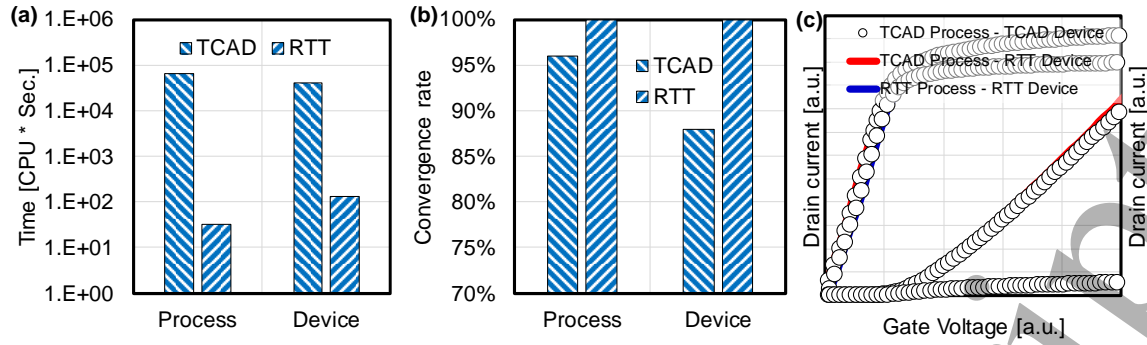 (a)
Time [CPU * Sec.]
1.E+06
1.E+05
1.E+04
1.E+03
1.E+02
1.E+01
1.E+00
TCAD
RTT
Process
Device
(b)
Convergence rate
100%
95%
90%
85%
80%
75%
70%
TCAD
RTT
Process
Device
(c)
Drain current [a.u.]
TCAD Process - TCAD Device
TCAD Process - RTT Device
RTT Process - RTT Device
Gate Voltage [a.u.]
Drain current [a.u.]